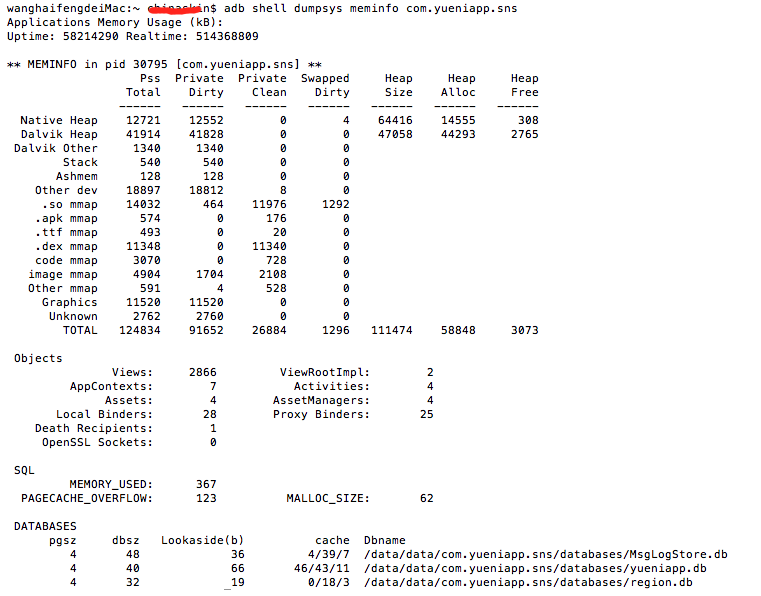 wanghaifengdeiMac:~ $ adb shell dumpsys meminfo com.yueniapp.sns
Applications Memory Usage (kB):
Uptime: 58214290 Realtime: 514368809
** MEMINFO in pid 30795 [com.yueniapp.sns] **
Pss Private Private Swapped Heap Heap Heap
Total Dirty Clean Dirty Size Alloc Free
------ ------ ------ ------ ------ ------ ------
Native Heap 12721 12552 0 4 64416 14555 308
Dalvik Heap 41914 41828 0 0 47058 44293 2765
Dalvik Other 1340 1340 0 0
Stack 540 540 0 0
Ashmem 128 128 0 0
Other dev 18897 18812 8 0
.so mmap 14032 464 11976 1292
.apk mmap 574 0 176 0
.ttf mmap 493 0 20 0
.dex mmap 11348 0 11340 0
code mmap 3070 0 728 0
image mmap 4904 1704 2108 0
Other mmap 591 4 528 0
Graphics 11520 11520 0 0
Unknown 2762 2760 0 0
TOTAL 124834 91652 26884 1296 111474 58848 3073
Objects
Views: 2866 ViewRootImpl: 2
AppContexts: 7 Activities: 4
Assets: 4 AssetManagers: 4
Local Binders: 28 Proxy Binders: 25
Death Recipients: 1
OpenSSL Sockets: 0
SQL
MEMORY_USED: 367
PAGECACHE_OVERFLOW: 123 MALLOC_SIZE: 62
DATABASES
pgsz dbsz Lookaside(b) cache Dbname
4 48 36 4/39/7 /data/data/com.yueniapp.sns/databases/MsgLogStore.db
4 40 66 46/43/11 /data/data/com.yueniapp.sns/databases/yueniapp.db
4 32 19 0/18/3 /data/data/com.yueniapp.sns/databases/region.db